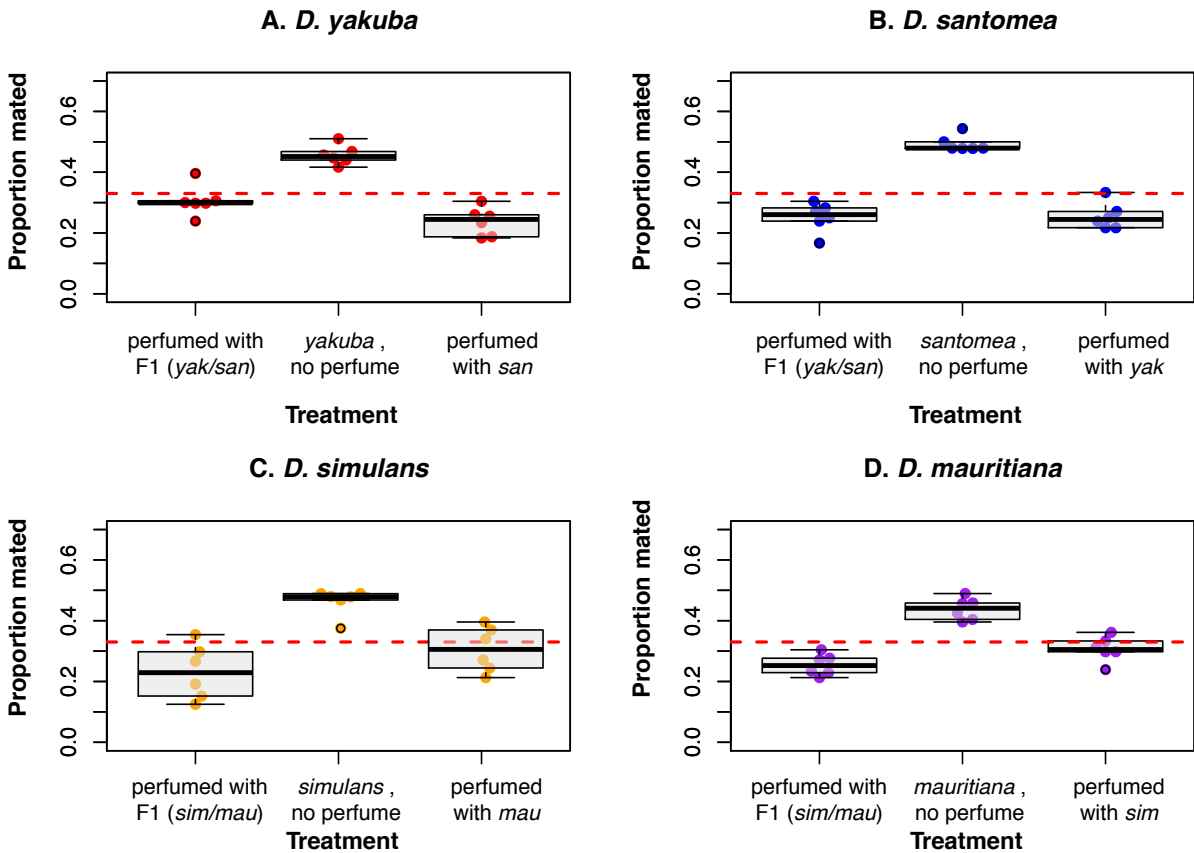 A. D. yakuba
Proportion mated
0.0 0.2 0.4 0.6
perfumed with
F1 (yak/san)
yakuba ,
no perfume
perfumed
with san
Treatment
B. D. santomea
Proportion mated
0.0 0.2 0.4 0.6
perfumed with
F1 (yak/san)
santomea ,
no perfume
perfumed
with yak
Treatment
C. D. simulans
Proportion mated
0.0 0.2 0.4 0.6
perfumed with
F1 (sim/mau)
simulans ,
no perfume
perfumed
with mau
Treatment
D. D. mauritiana
Proportion mated
0.0 0.2 0.4 0.6
perfumed with
F1 (sim/mau)
mauritiana ,
no perfume
perfumed
with sim
Treatment